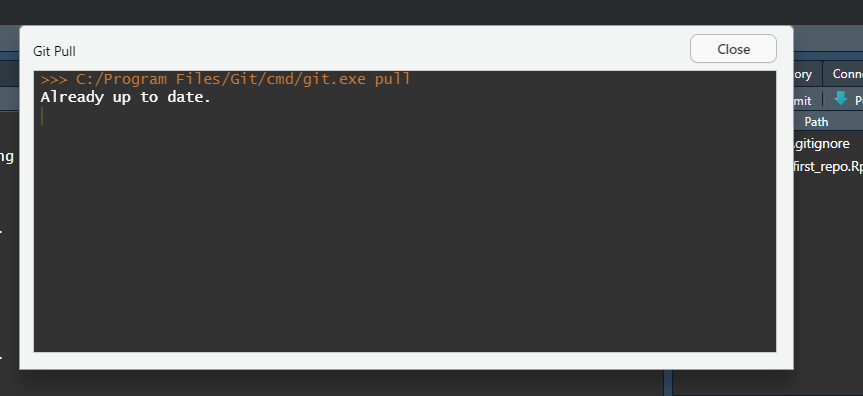 Git Pull
Close
>>> C:/Program Files/Git/cmd/git.exe pull
Already up to date.
ory
Conn
ng
mit
P
Path
.gitignore
first_repo.Rp